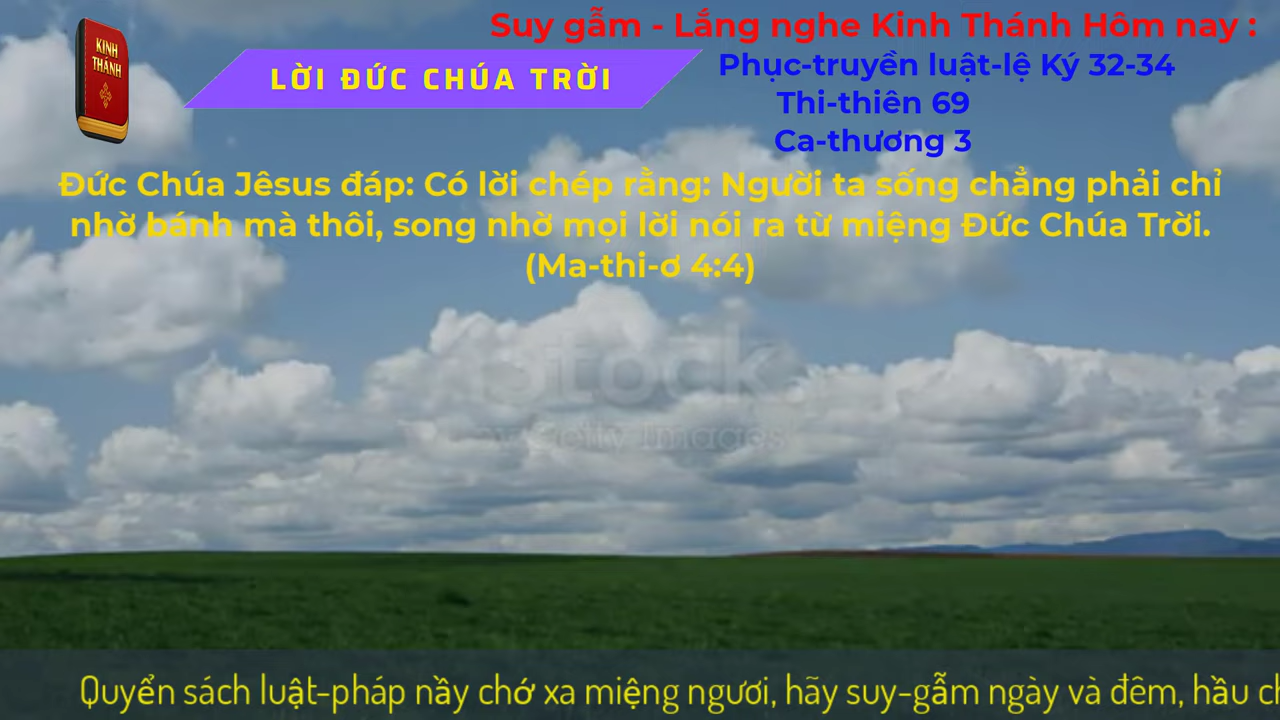 Suy gẫm - Lắng nghe Kinh Thánh Hôm nay :
KINH
THÁNH
LỜI ĐỨC CHÚA TRỜI
Phục-truyền luật-lệ Ký 32-34
Thi-thiên 69
Ca-thương 3
Đức Chúa Jêsus đáp: Có lời chép rằng: Người ta sống chẳng phải chỉ
nhờ bánh mà thôi, song nhờ mọi lời nói ra từ miệng Đức Chúa Trời.
(Ma-thi-ơ 4:4)
iStock
Getty Images
Quyển sách luật-pháp nầy chớ xa miệng ngươi, hãy suy-gẫm ngày và đêm, hầu